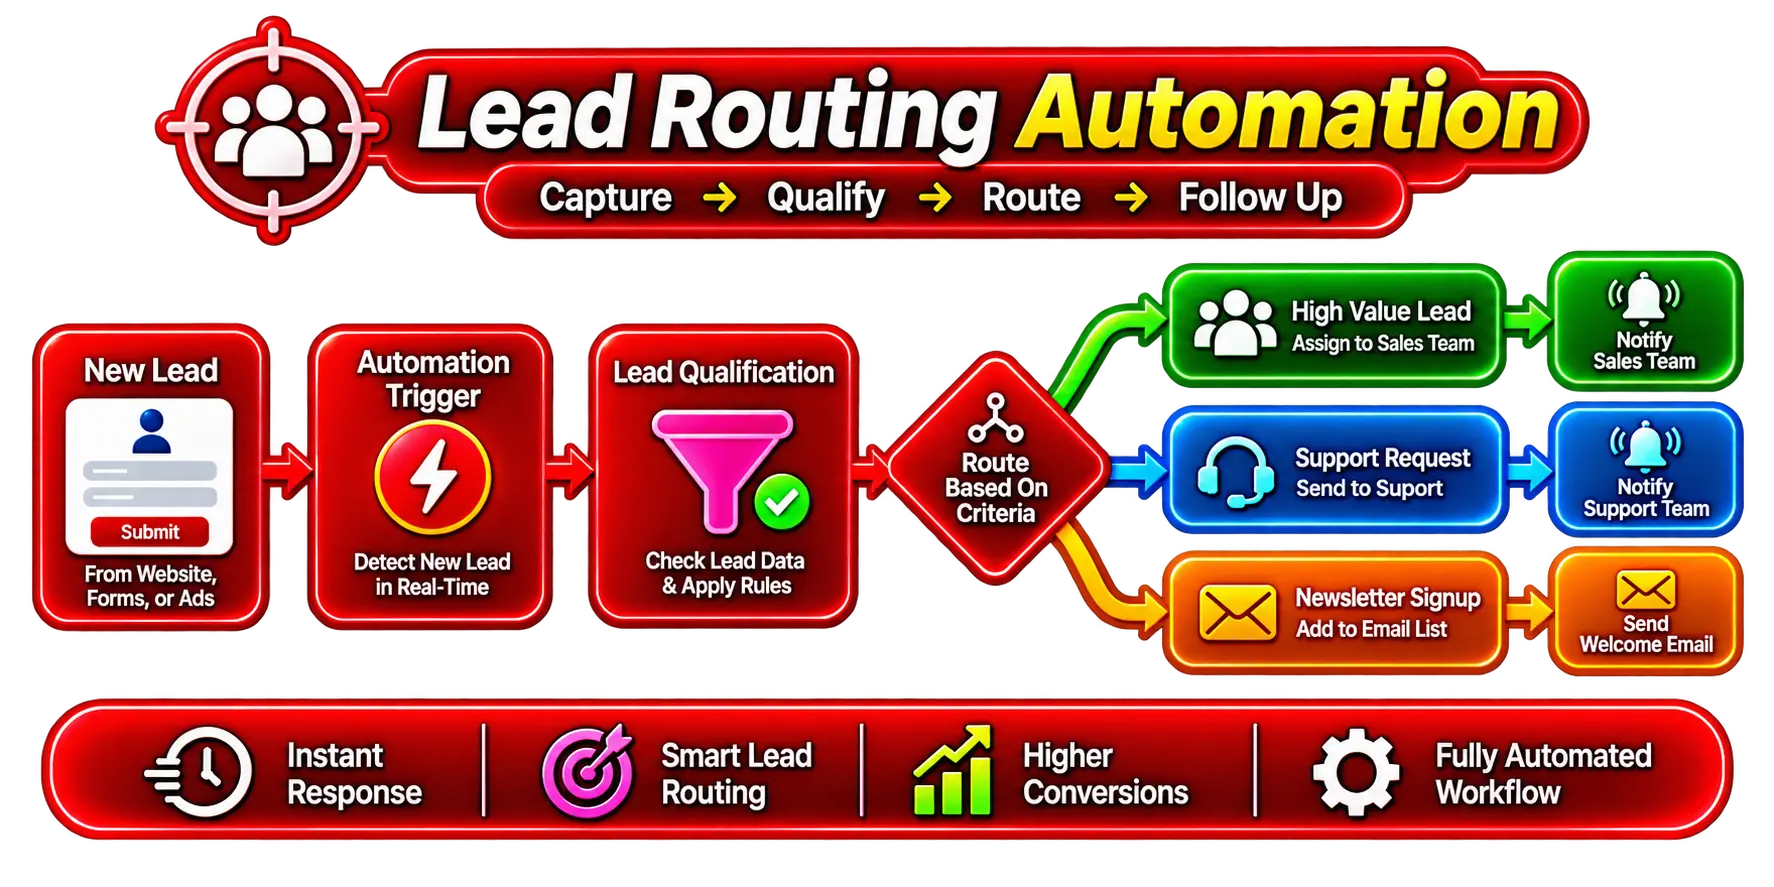 Lead Routing Automation
Capture → Qualify → Route → Follow Up
New Lead
Submit
From Website,
Forms, or Ads
Automation
Trigger
Detect New Lead
in Real-Time
Lead Qualification
Check Lead Data
& Apply Rules
Route
Based On
Criteria
High Value Lead
Assign to Sales Team
Notify
Sales Team
Support Request
Send to Suport
Notify
Support Team
Newsletter Signup
Add to Email List
Send
Welcome Email
Instant
Response
Smart Lead
Routing
Higher
Conversions
Fully Automated
Workflow